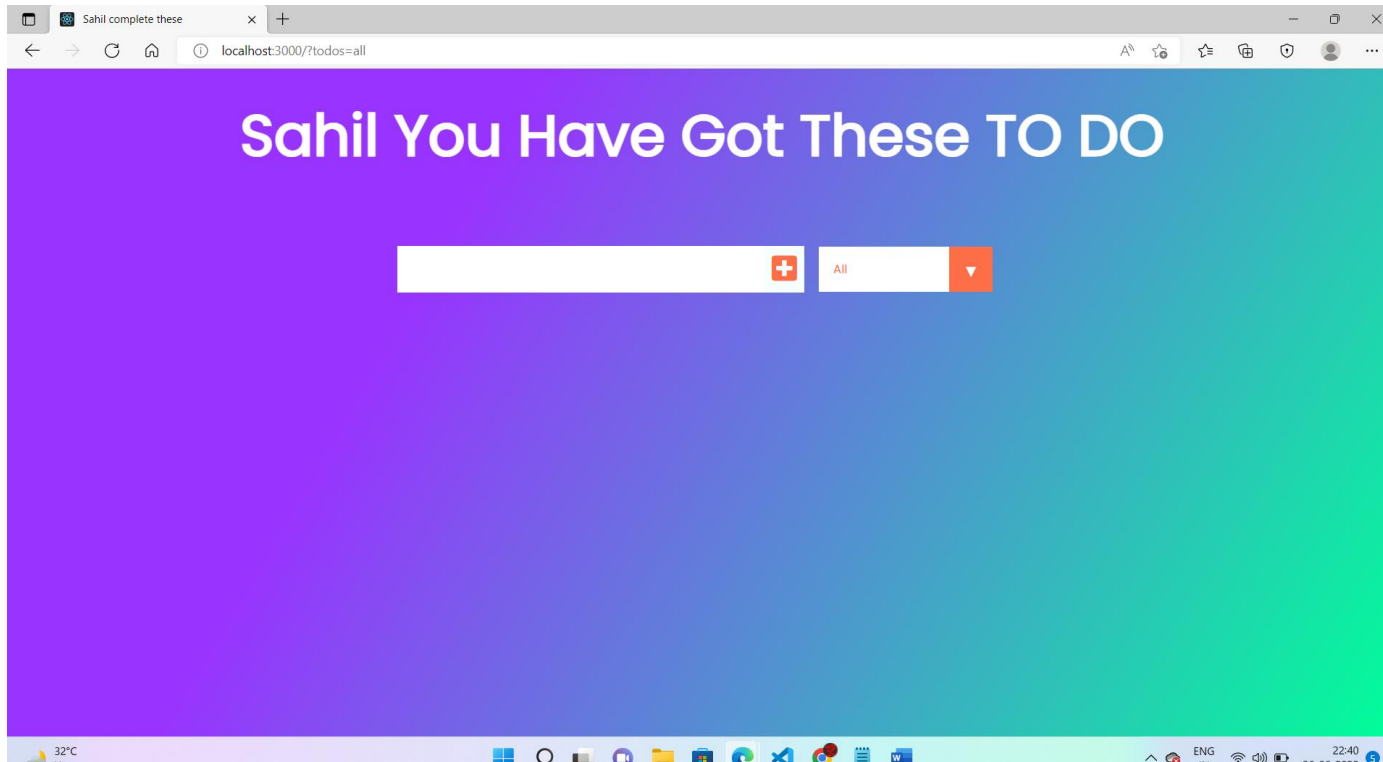 Sahil complete these
localhost:3000/?todos=all
Sahil You Have Got These TO DO
All
32°C
ENG
22:40
5